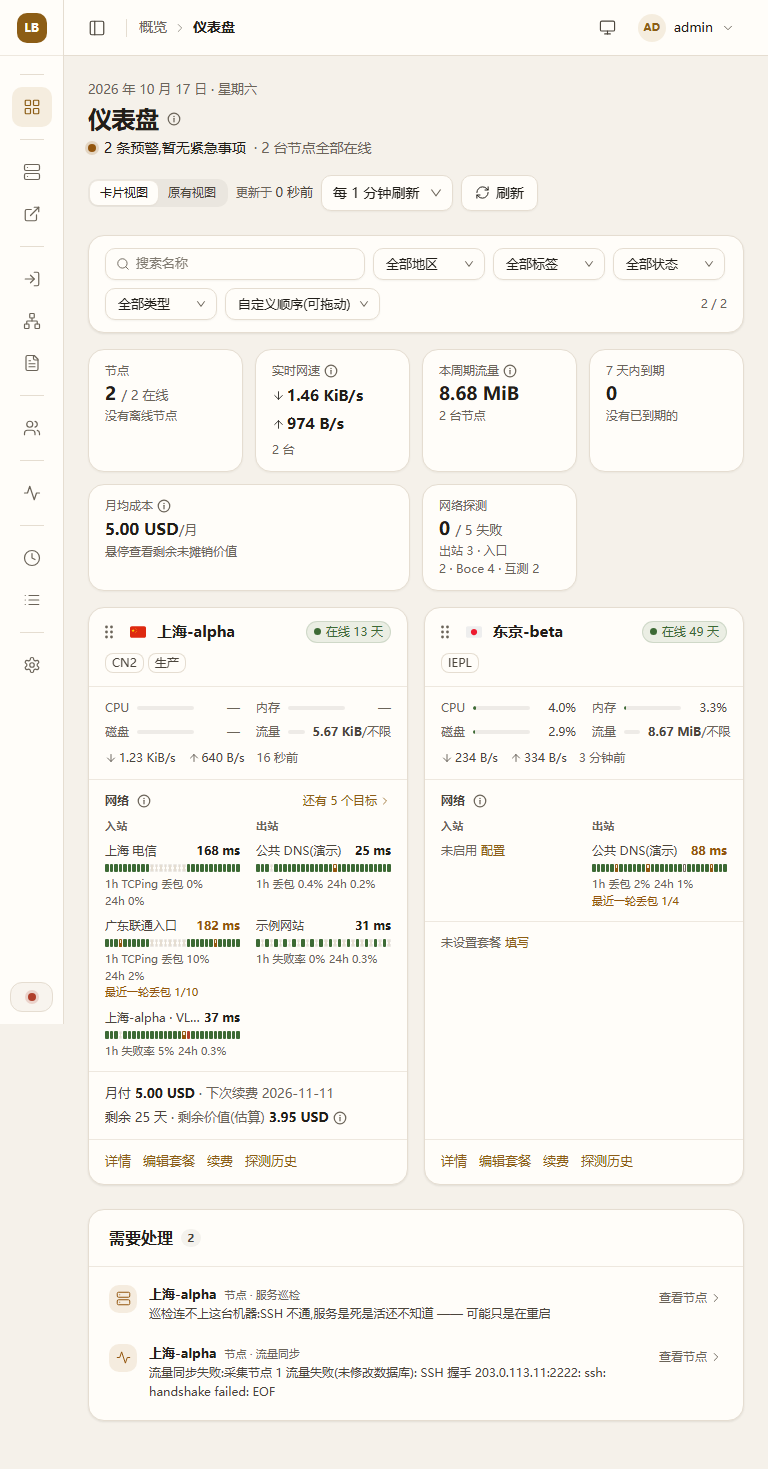 LB
概览
仪表盘
AD
admin
2026 年 10 月 17 日 · 星期六
仪表盘
2 条预警,暂无紧急事项 · 2 台节点全部在线
卡片视图
原有视图
更新于 0 秒前
每 1 分钟刷新
刷新
搜索名称
全部地区
全部标签
全部状态
全部类型
自定义顺序(可拖动)
2 / 2
节点
2 / 2 在线
没有离线节点
实时网速
↓ 1.46 KiB/s
↑ 974 B/s
2 台
本周期流量
8.68 MiB
2 台节点
7 天内到期
0
没有已到期的
月均成本
5.00 USD/月
悬停查看剩余未摊销价值
网络探测
0 / 5 失败
出站 3 · 入口
2 · Boce 4 · 互测 2
上海-alpha
在线 13 天
CN2
生产
CPU —
内存 —
磁盘 —
流量 5.67 KiB/不限
↓ 1.23 KiB/s ↑ 640 B/s 16 秒前
网络
还有 5 个目标
入站
上海 电信 168 ms
1h TCPing 丢包 0%
24h 0%
广东联通入口 182 ms
1h TCPing 丢包 10%
24h 2%
最近一轮丢包 1/10
上海-alpha · VL... 37 ms
1h 失败率 5% 24h 0.3%
出站
公共 DNS(演示) 25 ms
1h 丢包 0.4% 24h 0.2%
示例网站 31 ms
1h 失败率 0% 24h 0.3%
月付 5.00 USD · 下次续费 2026-11-11
剩余 25 天 · 剩余价值(估算) 3.95 USD
详情 编辑套餐 续费 探测历史
东京-beta
在线 49 天
IEPL
CPU 4.0%
内存 3.3%
磁盘 2.9%
流量 8.67 MiB/不限
↓ 234 B/s ↑ 334 B/s 3 分钟前
网络
入站
未启用 配置
出站
公共 DNS(演示) 88 ms
1h 丢包 2% 24h 1%
最近一轮丢包 1/4
未设置套餐 填写
详情 编辑套餐 续费 探测历史
需要处理 2
上海-alpha 节点 · 服务巡检
巡检连不上这台机器:SSH 不通,服务是死是活还不知道 —— 可能只是在重启
查看节点
上海-alpha 节点 · 流量同步
流量同步失败:采集节点 1 流量失败(未修改数据库): SSH 握手 203.0.113.11:2222: ssh:
handshake failed: EOF
查看节点